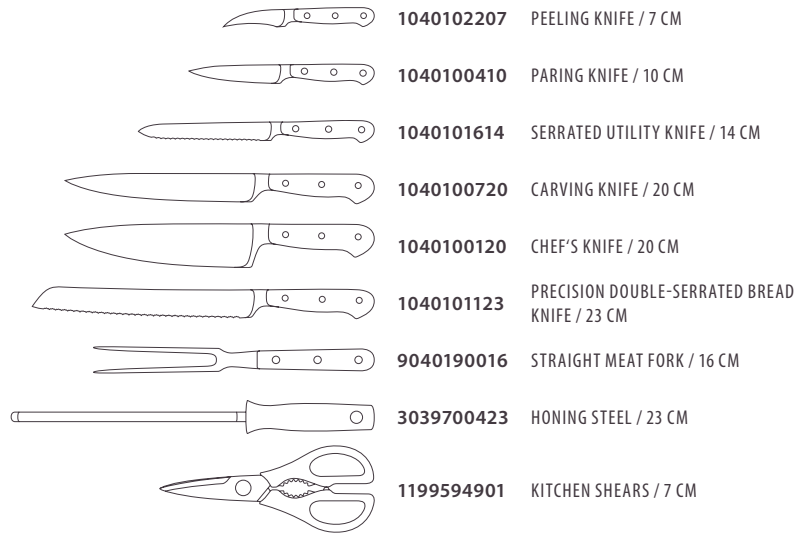 1040102207 PEELING KNIFE / 7 CM
1040100410 PARING KNIFE / 10 CM
1040101614 SERRATED UTILITY KNIFE / 14 CM
1040100720 CARVING KNIFE / 20 CM
1040100120 CHEF‘S KNIFE / 20 CM
1040101123 PRECISION DOUBLE-SERRATED BREAD
KNIFE / 23 CM
9040190016 STRAIGHT MEAT FORK / 16 CM
3039700423 HONING STEEL / 23 CM
1199594901 KITCHEN SHEARS / 7 CM